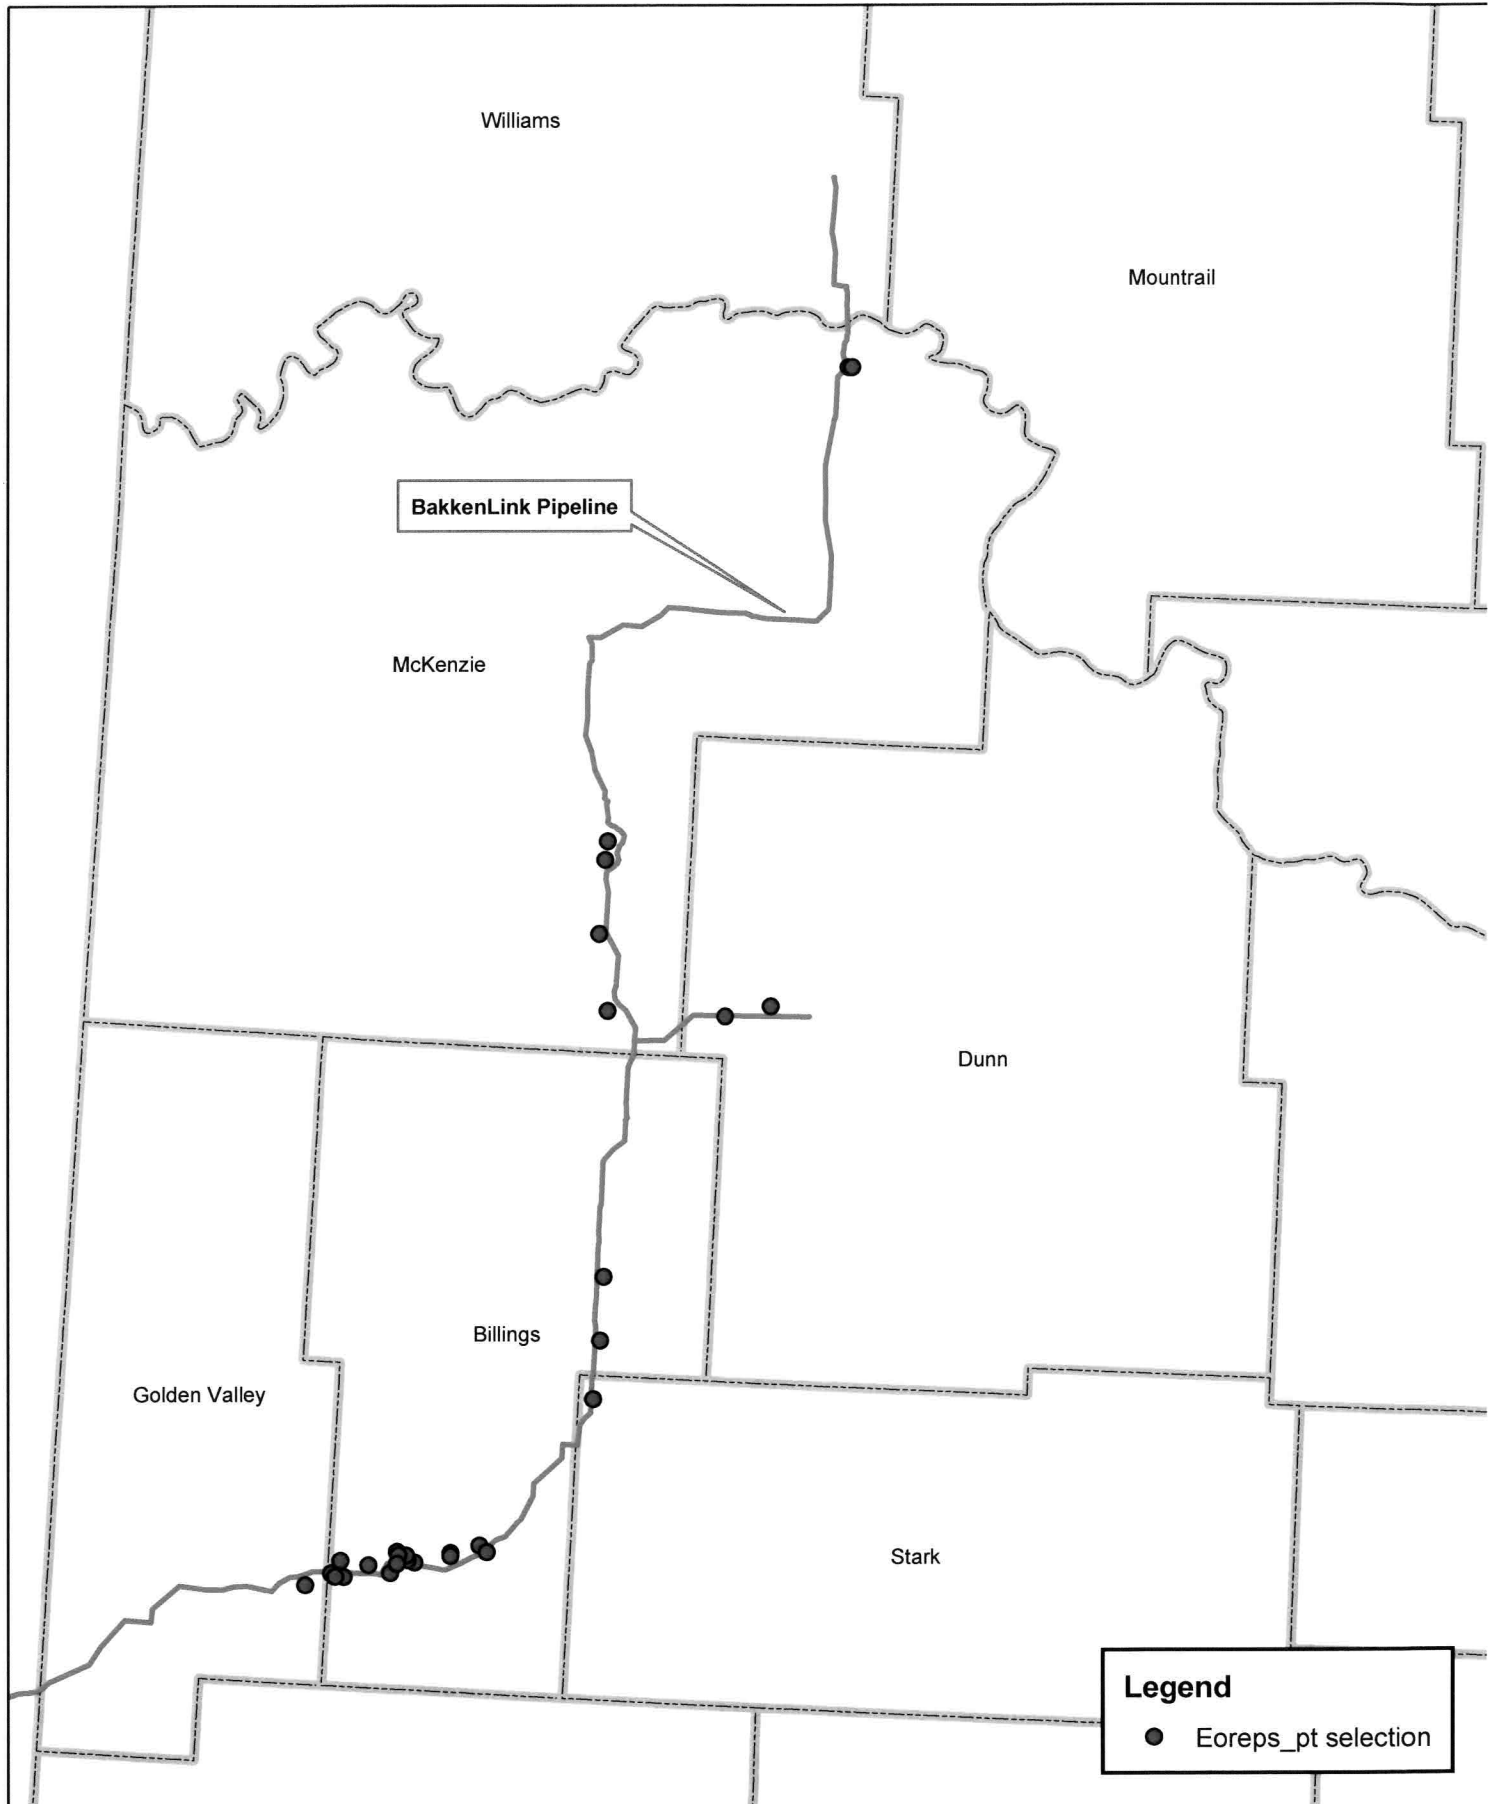 Williams
Mountrail
BakkenLink Pipeline
McKenzie
Dunn
Billings
Golden Valley
Stark
Legend
Eoreps_pt selection